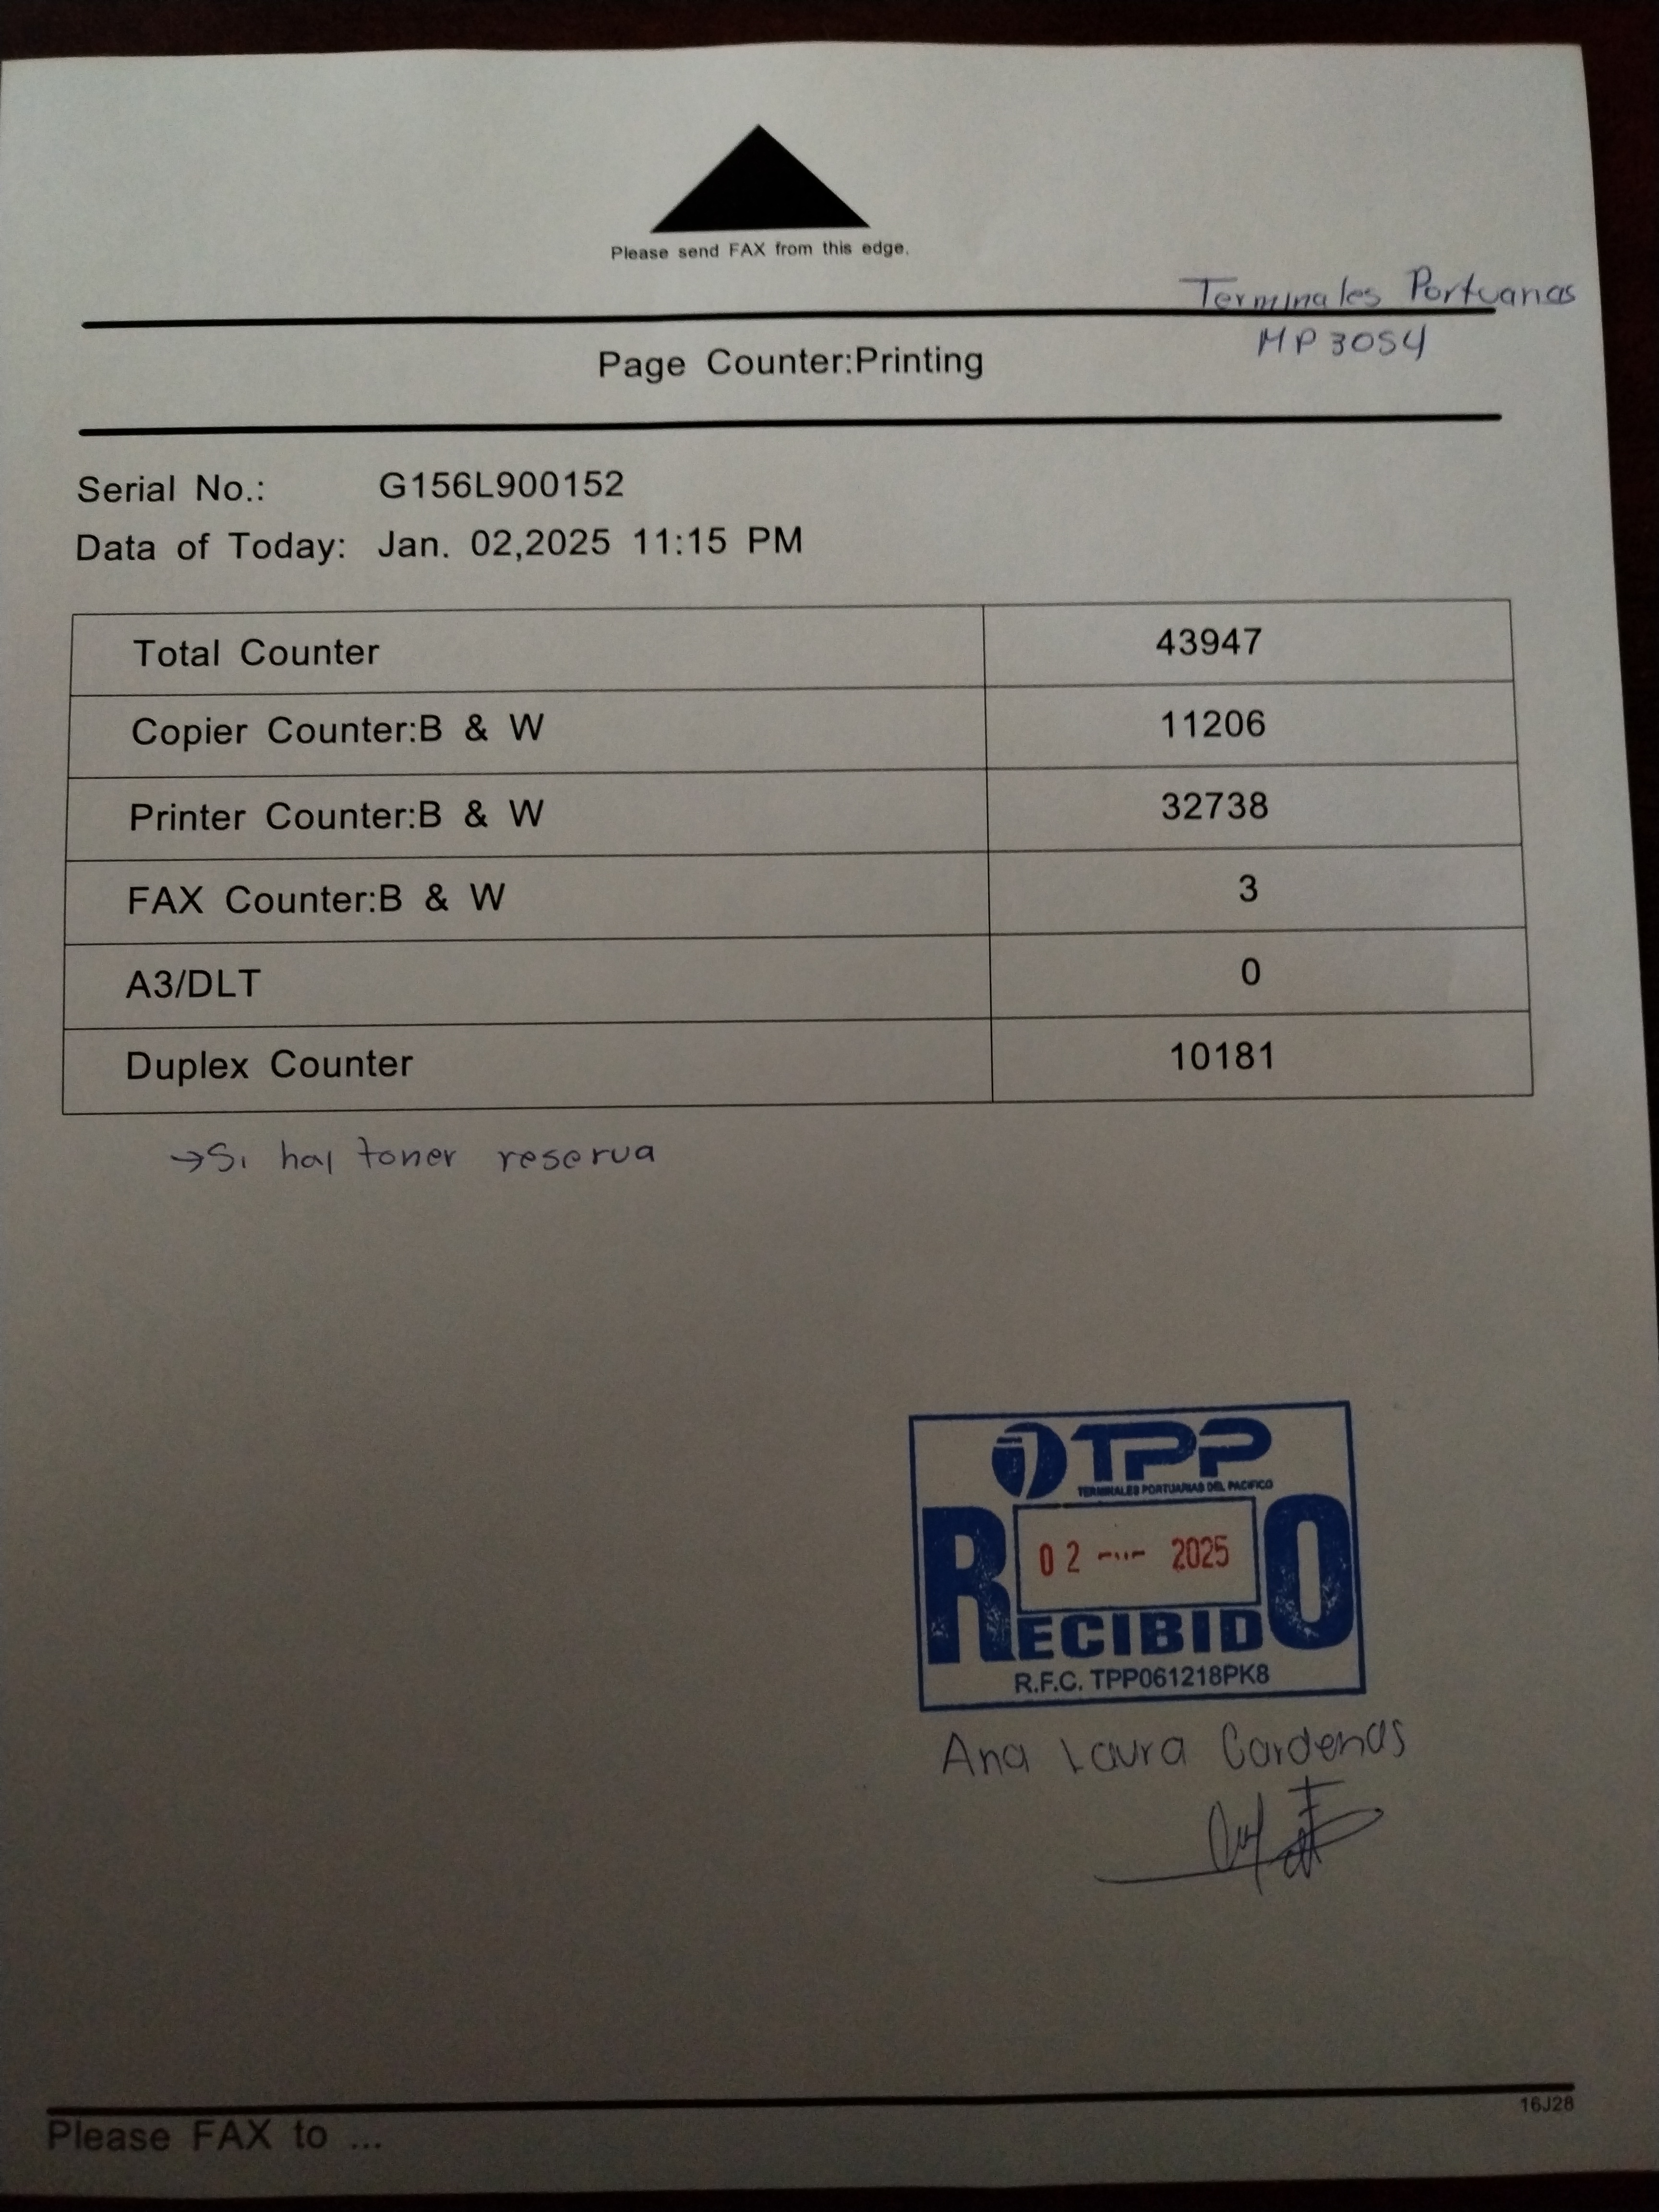 Please send FAX from this edge.
Terminales Portuarias
MP 3054
Page Counter:Printing
Serial No.: G156L900152
Data of Today: Jan. 02,2025 11:15 PM
Total Counter 43947
Copier Counter:B & W 11206
Printer Counter:B & W 32738
FAX Counter:B & W 3
A3/DLT 0
Duplex Counter 10181
→Si hay toner reserva
TPP
TERMINALES PORTUARIAS DEL PACIFICO
02 2025
RECIBIDO
R.F.C. TPP061218PK8
Ana Laura Cardenas
16J28
Please FAX to ...